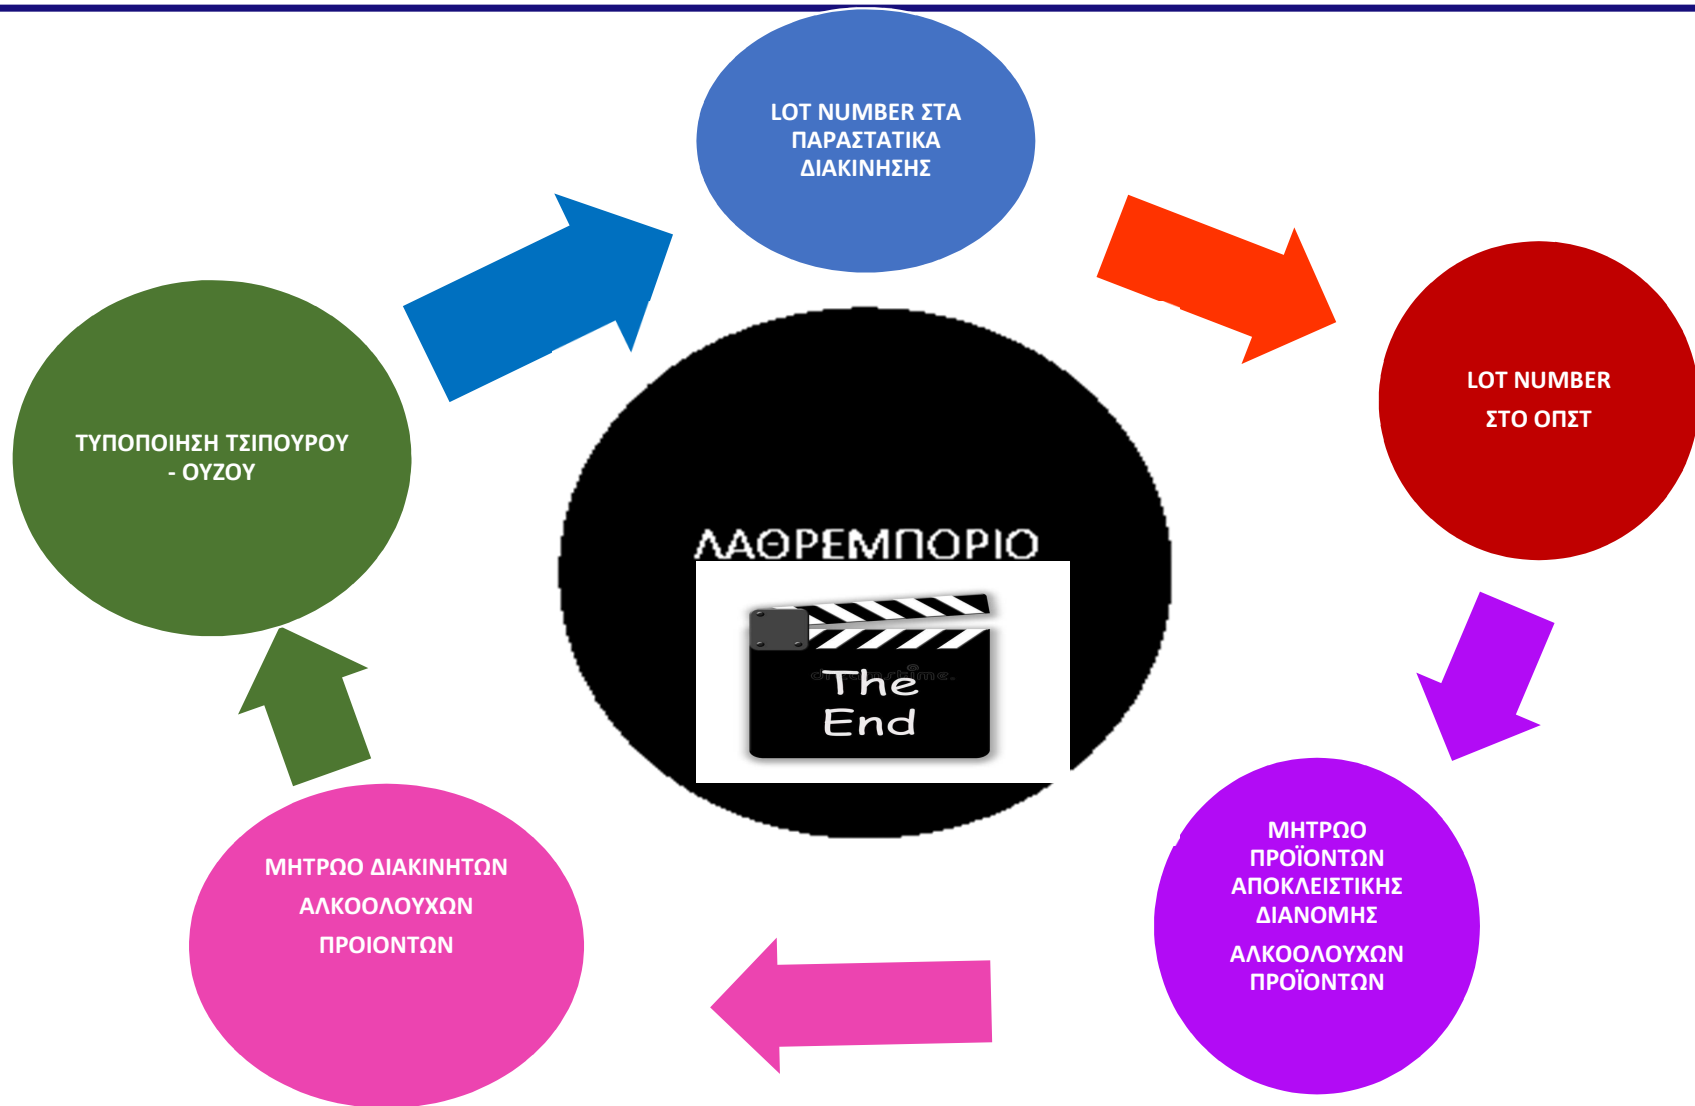 LOT NUMBER ΣΤΑ
ΠΑΡΑΣΤΑΤΙΚΑ
ΔΙΑΚΙΝΗΣΗΣ
LOT NUMBER
ΣΤΟ ΟΠΣΤ
ΜΗΤΡΩΟ
ΠΡΟΪΟΝΤΩΝ
ΑΠΟΚΛΕΙΣΤΙΚΗΣ
ΔΙΑΝΟΜΗΣ
ΑΛΚΟΟΛΟΥΧΩΝ
ΠΡΟΪΟΝΤΩΝ
ΜΗΤΡΩΟ ΔΙΑΚΙΝΗΤΩΝ
ΑΛΚΟΟΛΟΥΧΩΝ
ΠΡΟΙΟΝΤΩΝ
ΤΥΠΟΠΟΙΗΣΗ ΤΣΙΠΟΥΡΟΥ
- ΟΥΖΟΥ
ΛΑΘΡΕΜΠΟΡΙΟ
dreamstime.
The
End